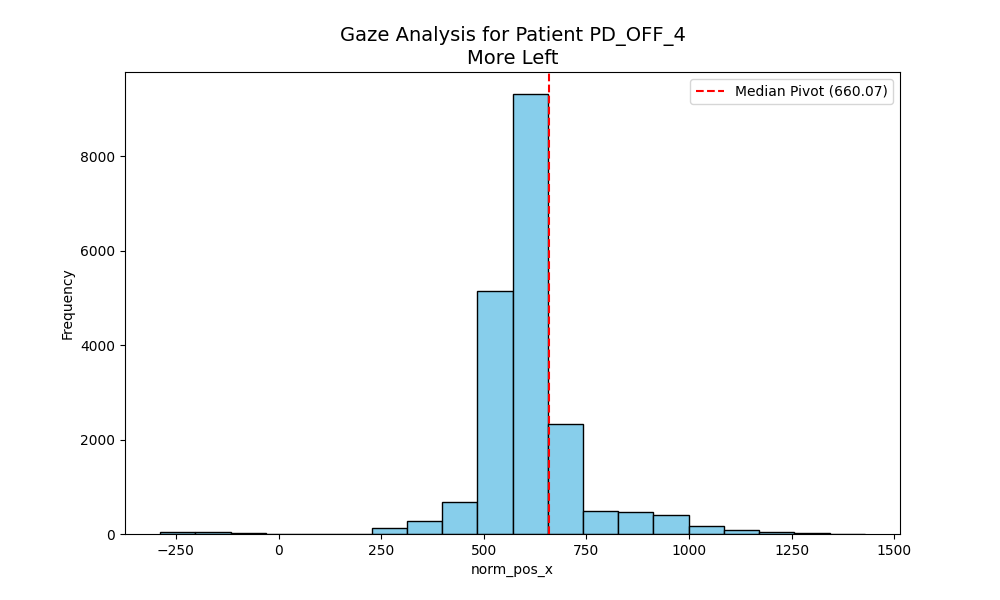 Gaze Analysis for Patient PD_OFF_4
More Left
Median Pivot (660.07)
8000
6000
4000
2000
0
Frequency
−250
0
250
500
750
1000
1250
1500
norm_pos_x